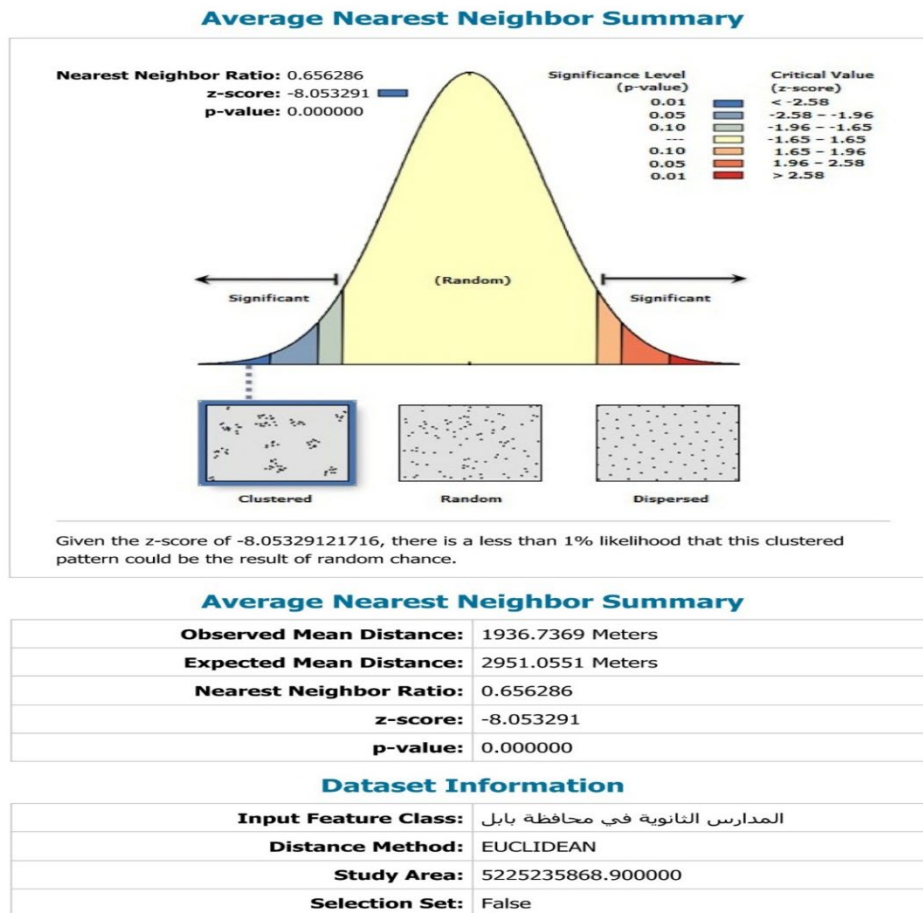 Average Nearest Neighbor Summary
Nearest Neighbor Ratio: 0.656286
z-score: -8.053291
p-value: 0.000000
Significance Level (p-value) Critical Value (z-score)
0.01 < -2.58
0.05 -2.58 - -1.96
0.10 -1.96 - -1.65
--- -1.65 - 1.65
0.10 1.65 - 1.96
0.05 1.96 - 2.58
0.01 > 2.58
(Random)
Significant Significant
Clustered Random Dispersed
Given the z-score of -8.05329121716, there is a less than 1% likelihood that this clustered
pattern could be the result of random chance.
Average Nearest Neighbor Summary
Observed Mean Distance: 1936.7369 Meters
Expected Mean Distance: 2951.0551 Meters
Nearest Neighbor Ratio: 0.656286
z-score: -8.053291
p-value: 0.000000
Dataset Information
Input Feature Class: المدارس الثانوية في محافظة بابل
Distance Method: EUCLIDEAN
Study Area: 5225235868.900000
Selection Set: False